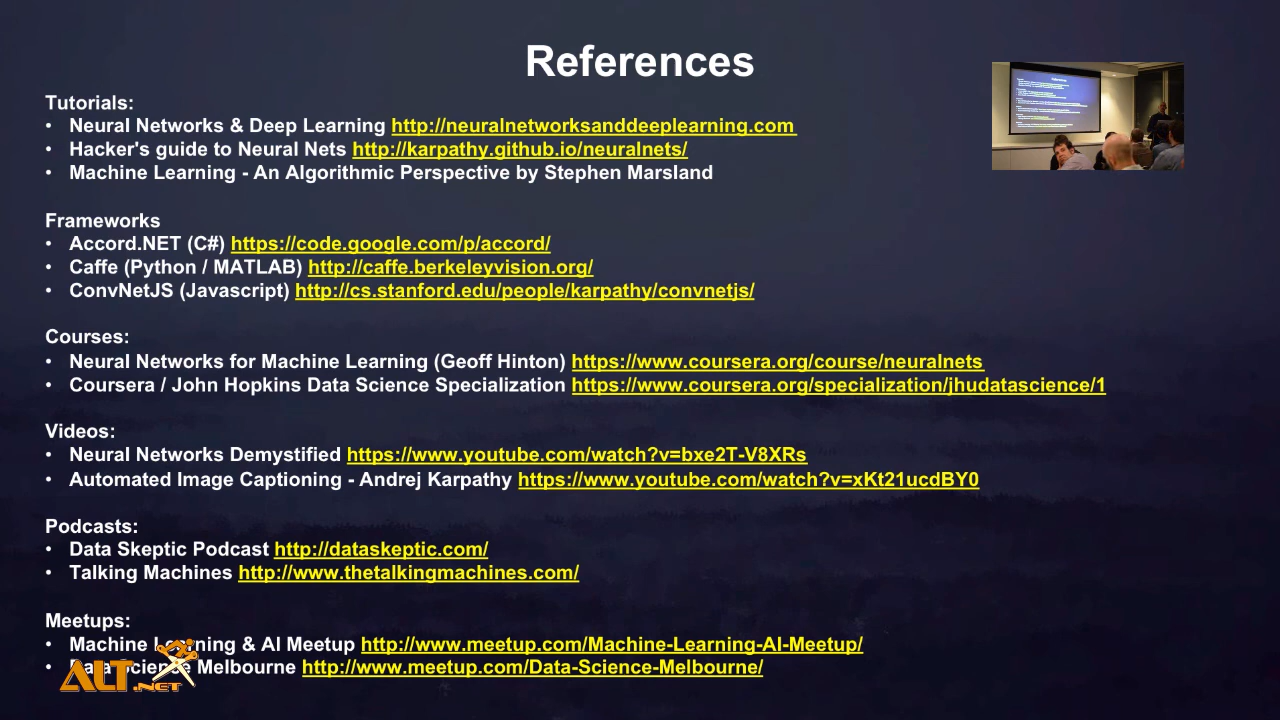 References
Tutorials:
• Neural Networks & Deep Learning http://neuralnetworksanddeeplearning.com
• Hacker's guide to Neural Nets http://karpathy.github.io/neuralnets/
• Machine Learning - An Algorithmic Perspective by Stephen Marsland
Frameworks
• Accord.NET (C#) https://code.google.com/p/accord/
• Caffe (Python / MATLAB) http://caffe.berkeleyvision.org/
• ConvNetJS (Javascript) http://cs.stanford.edu/people/karpathy/convnetjs/
Courses:
• Neural Networks for Machine Learning (Geoff Hinton) https://www.coursera.org/course/neuralnets
• Coursera / John Hopkins Data Science Specialization https://www.coursera.org/specialization/jhudatascience/1
Videos:
• Neural Networks Demystified https://www.youtube.com/watch?v=bxe2T-V8XRs
• Automated Image Captioning - Andrej Karpathy https://www.youtube.com/watch?v=xKt21ucdBY0
Podcasts:
• Data Skeptic Podcast http://dataskeptic.com/
• Talking Machines http://www.thetalkingmachines.com/
Meetups:
• Machine Learning & AI Meetup http://www.meetup.com/Machine-Learning-AI-Meetup/
• Data Science Melbourne http://www.meetup.com/Data-Science-Melbourne/
ALT.NET